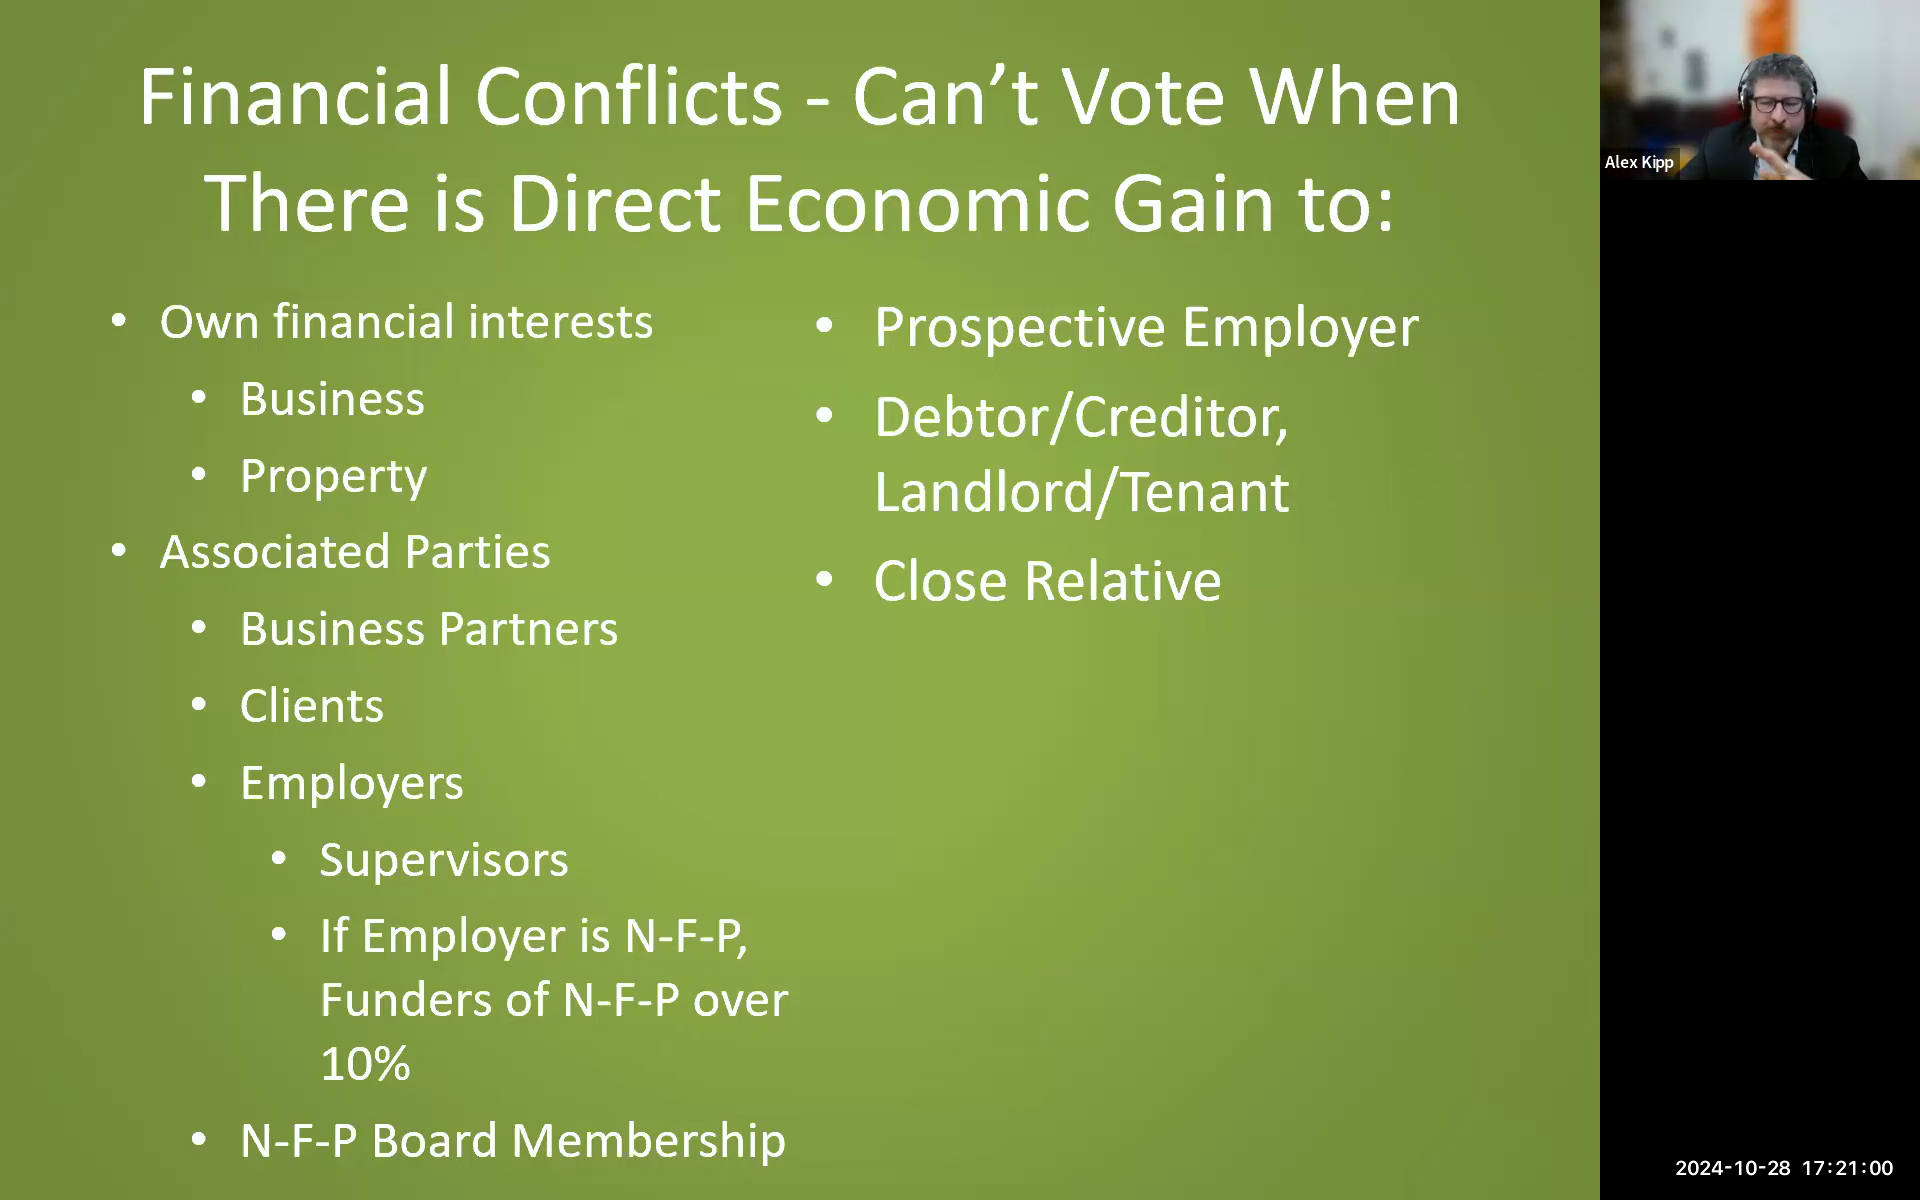 Financial Conflicts - Can’t Vote When
There is Direct Economic Gain to:
• Own financial interests
• Business
• Property
• Associated Parties
• Business Partners
• Clients
• Employers
• Supervisors
• If Employer is N-F-P,
Funders of N-F-P over
10%
• N-F-P Board Membership
• Prospective Employer
• Debtor/Creditor,
Landlord/Tenant
• Close Relative
Alex Kipp
2024-10-28 17:21:00